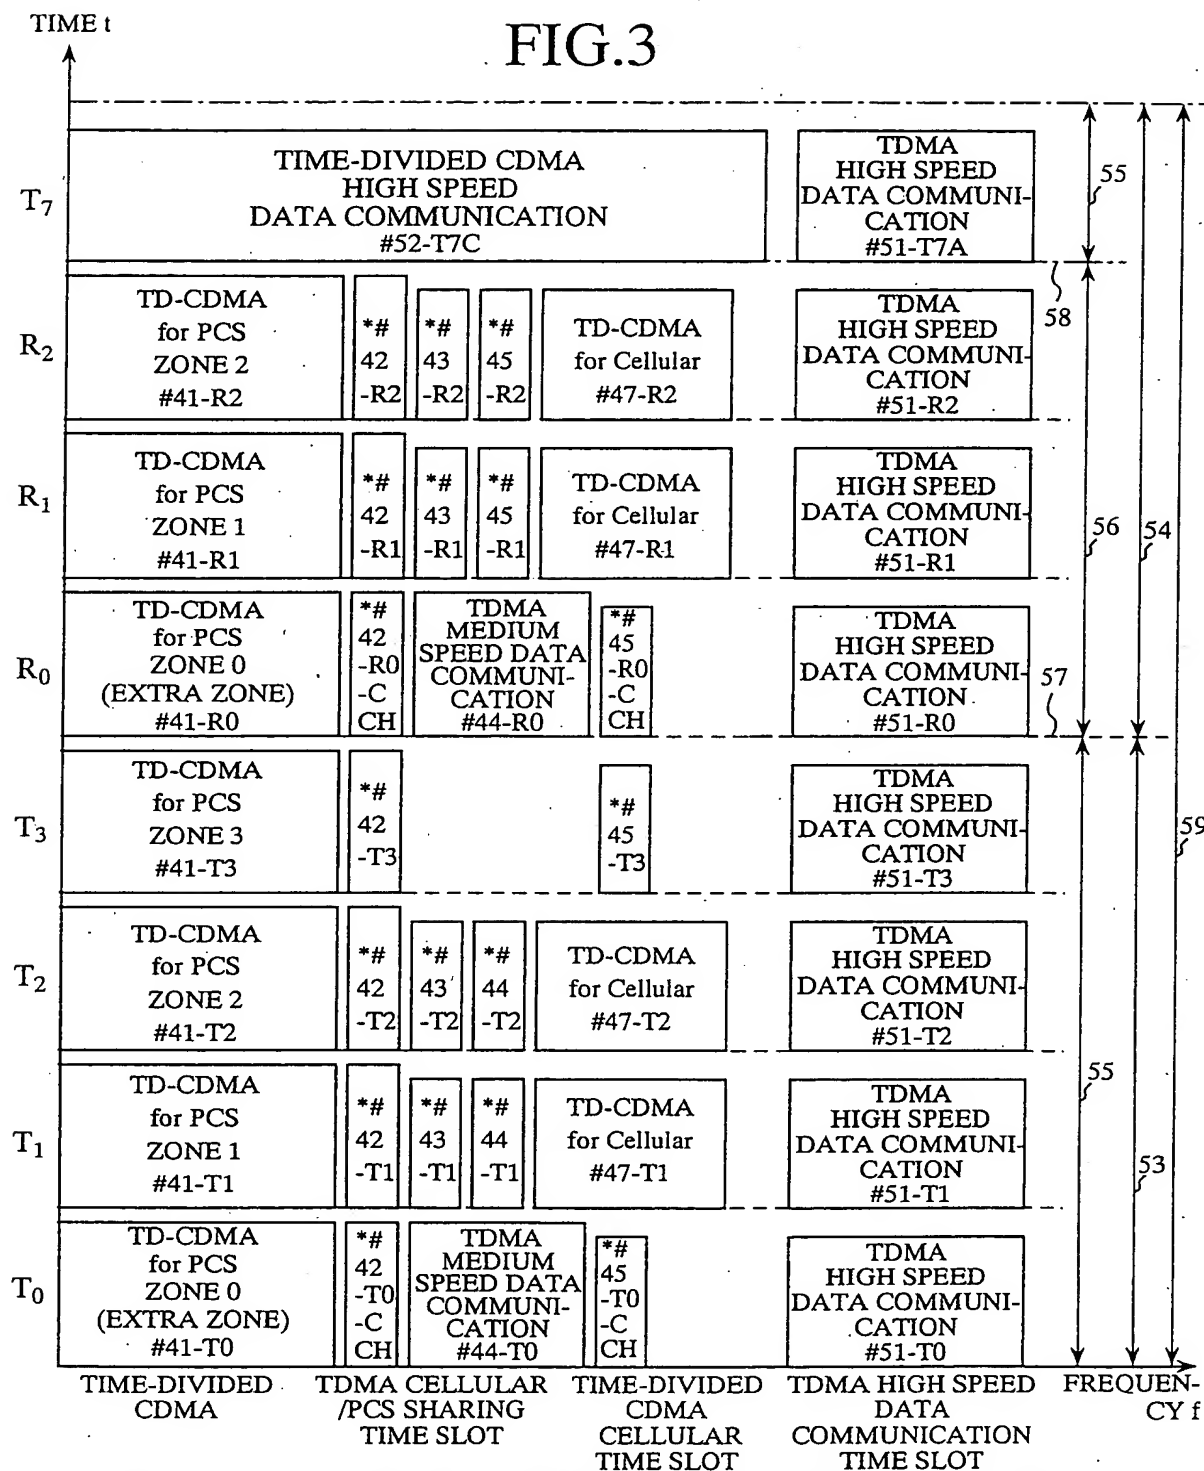 TIME t
FIG.3
T7
TIME-DIVIDED CDMA
HIGH SPEED
DATA COMMUNICATION
#52-T7C
TDMA
HIGH SPEED
DATA COMMUNI-
CATION
#51-T7A
55
58
R2
TD-CDMA
for PCS
ZONE 2
#41-R2
*#
42
-R2
*#
43
-R2
*#
45
-R2
TD-CDMA
for Cellular
#47-R2
TDMA
HIGH SPEED
DATA COMMUNI-
CATION
#51-R2
R1
TD-CDMA
for PCS
ZONE 1
#41-R1
*#
42
-R1
*#
43
-R1
*#
45
-R1
TD-CDMA
for Cellular
#47-R1
TDMA
HIGH SPEED
DATA COMMUNI-
CATION
#51-R1
56
54
R0
TD-CDMA
for PCS
ZONE 0
(EXTRA ZONE)
#41-R0
*#
42
-R0
-C
CH
TDMA
MEDIUM
SPEED DATA
COMMUNI-
CATION
#44-R0
*#
45
-R0
-C
CH
TDMA
HIGH SPEED
DATA COMMUNI-
CATION
#51-R0
57
T3
TD-CDMA
for PCS
ZONE 3
#41-T3
*#
42
-T3
*#
45
-T3
TDMA
HIGH SPEED
DATA COMMUNI-
CATION
#51-T3
59
T2
TD-CDMA
for PCS
ZONE 2
#41-T2
*#
42
-T2
*#
43
-T2
*#
44
-T2
TD-CDMA
for Cellular
#47-T2
TDMA
HIGH SPEED
DATA COMMUNI-
CATION
#51-T2
55
T1
TD-CDMA
for PCS
ZONE 1
#41-T1
*#
42
-T1
*#
43
-T1
*#
44
-T1
TD-CDMA
for Cellular
#47-T1
TDMA
HIGH SPEED
DATA COMMUNI-
CATION
#51-T1
53
T0
TD-CDMA
for PCS
ZONE 0
(EXTRA ZONE)
#41-T0
*#
42
-T0
-C
CH
TDMA
MEDIUM
SPEED DATA
COMMUNI-
CATION
#44-T0
*#
45
-T0
-C
CH
TDMA
HIGH SPEED
DATA COMMUNI-
CATION
#51-T0
TIME-DIVIDED
CDMA
TDMA CELLULAR
/PCS SHARING
TIME SLOT
TIME-DIVIDED
CDMA
CELLULAR
TIME SLOT
TDMA HIGH SPEED
DATA
COMMUNICATION
TIME SLOT
FREQUEN-
CY f